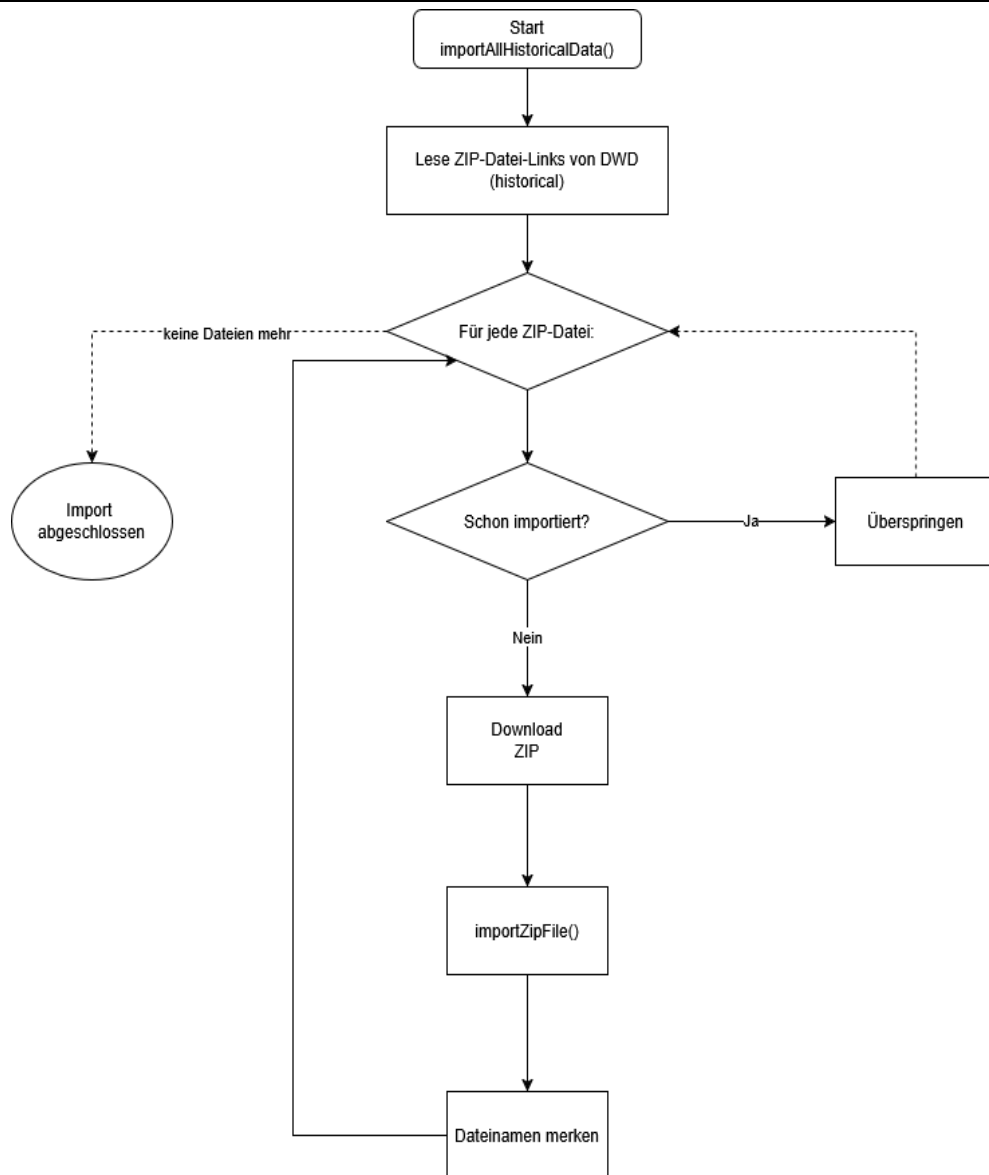 Start
importAllHistoricalData()
Lese ZIP-Datei-Links von DWD
(historical)
Für jede ZIP-Datei:
keine Dateien mehr
Import
abgeschlossen
Schon importiert?
Ja
Überspringen
Nein
Download
ZIP
importZipFile()
Dateinamen merken